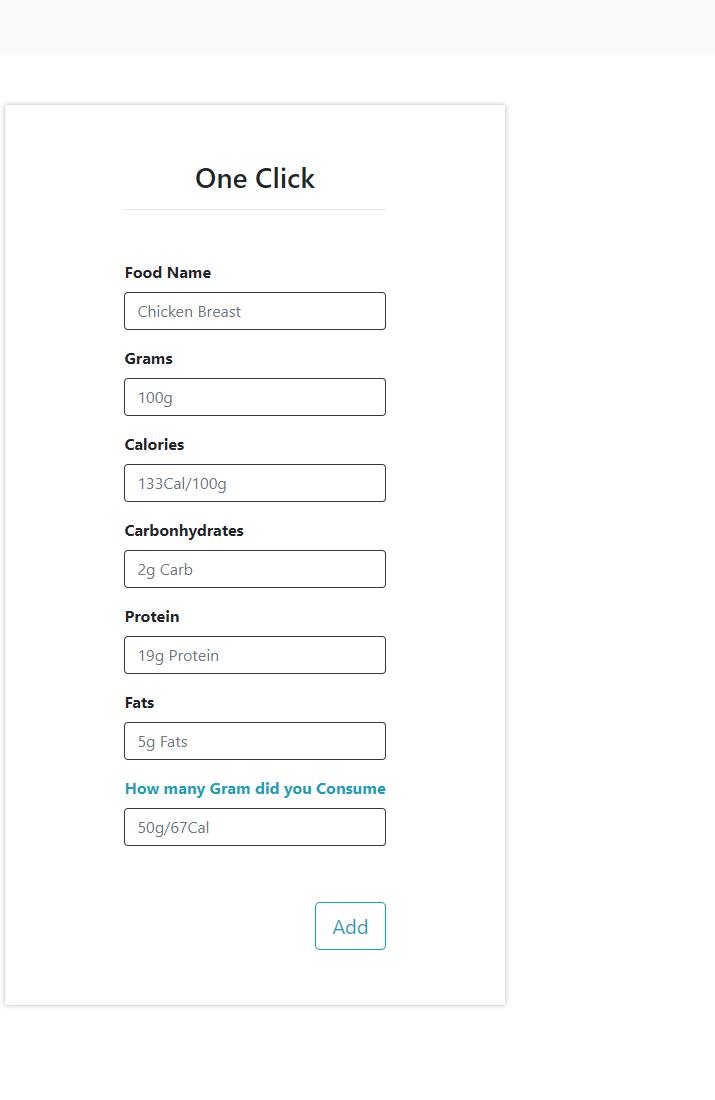 One Click
Food Name
Chicken Breast
Grams
100g
Calories
133Cal/100g
Carbonhydrates
2g Carb
Protein
19g Protein
Fats
5g Fats
How many Gram did you Consume
50g/67Cal
Add